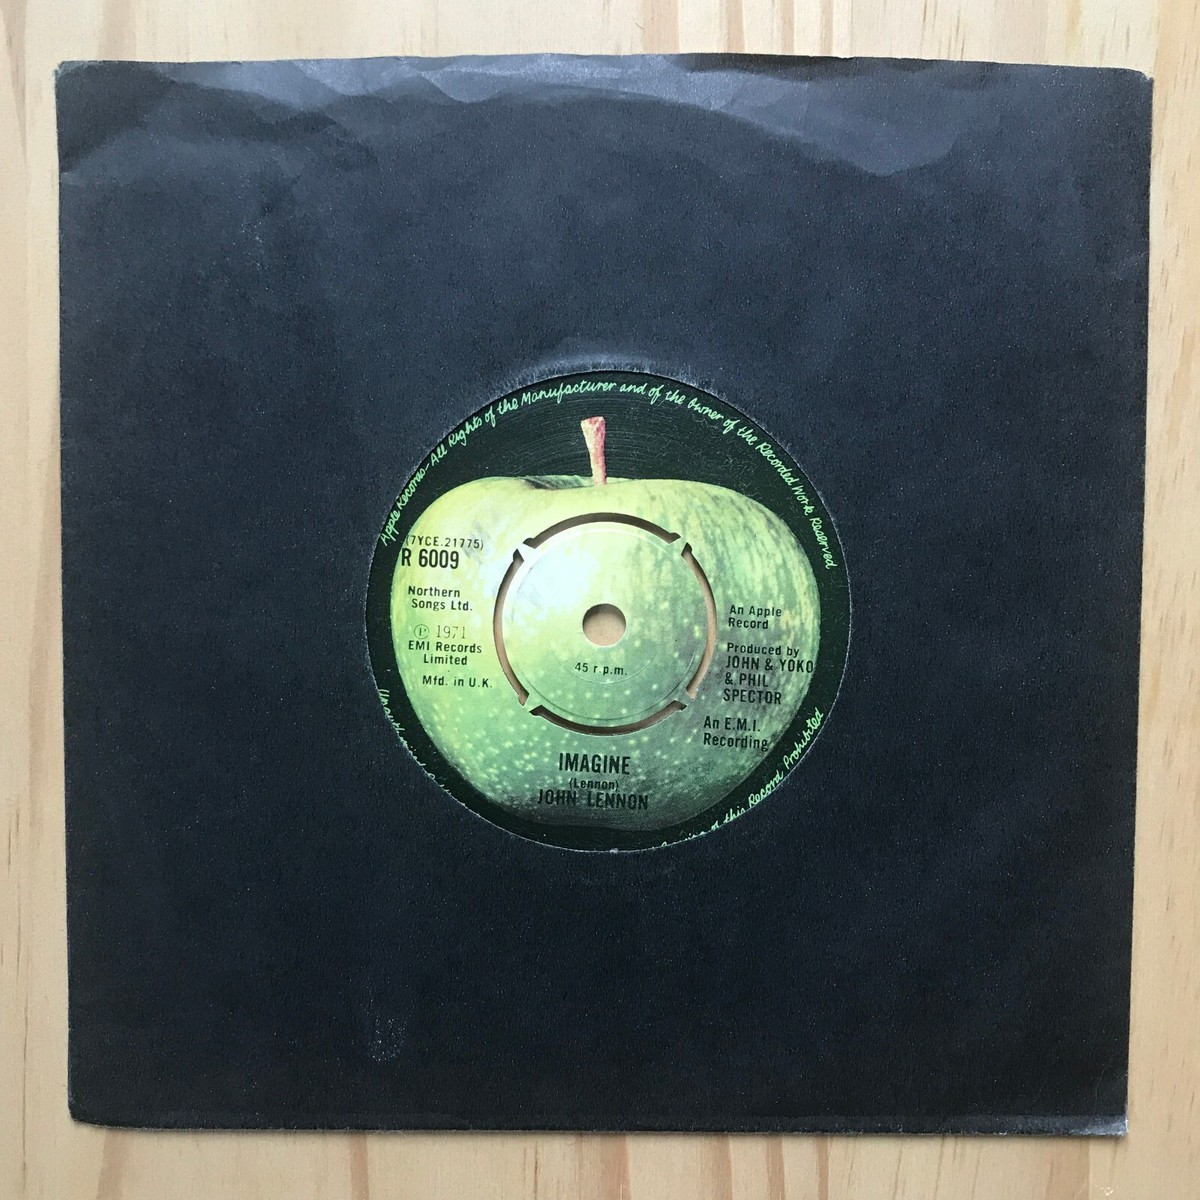 Apple Records-All Rights of the Manufacturer and of the Owner of the Recorded Work Reserved
(7YCE.21775)
R 6009
Northern
Songs Ltd.
℗ 1971
EMI Records
Limited
Mfd. in U.K.
45 r.p.m.
An Apple
Record
Produced by
JOHN & YOKO
& PHIL
SPECTOR
An E.M.I.
Recording
IMAGINE
(Lennon)
JOHN LENNON
of this Record Prohibited